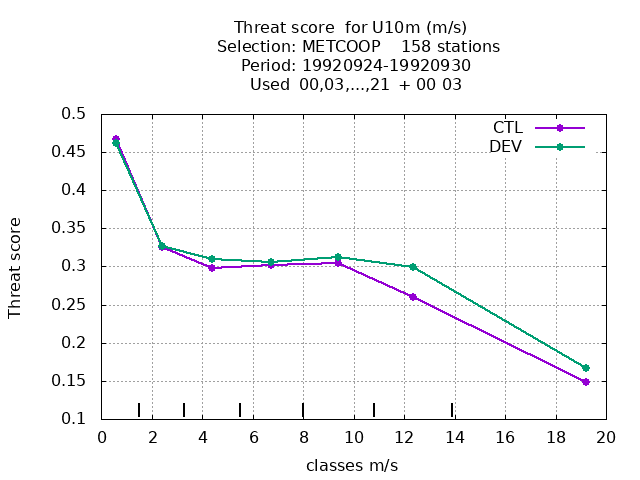 Threat score  for U10m (m/s)
Selection: METCOOP    158 stations
Period: 19920924-19920930
Used  00,03,...,21  + 00 03
CTL
DEV
Threat score
0.5
0.45
0.4
0.35
0.3
0.25
0.2
0.15
0.1
0 2 4 6 8 10 12 14 16 18 20
classes m/s